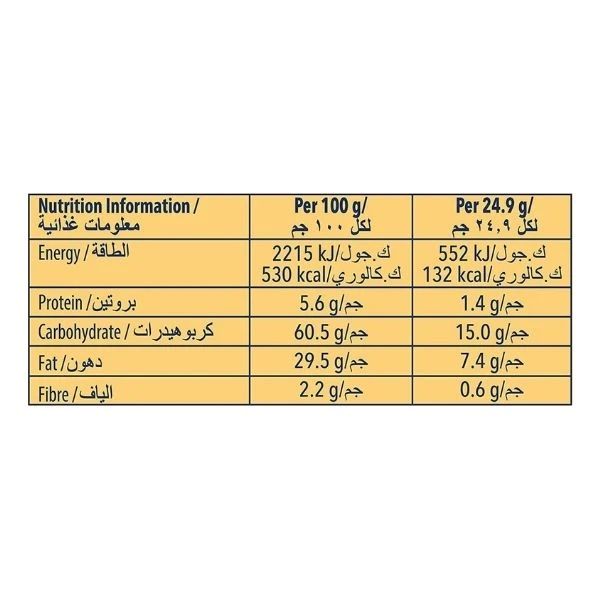 Nutrition Information / Per 100 g/ Per 24.9 g/
معلومات غذائية لكل ١٠٠ جم لكل ٢٤,٩ جم
Energy / الطاقة 2215 kJ/ك.جول 552 kJ/ك.جول
530 kcal/ك.كالوري 132 kcal/ك.كالوري
Protein /بروتين 5.6 g/جم 1.4 g/جم
Carbohydrate / كربوهيدرات 60.5 g/جم 15.0 g/جم
Fat /دهون 29.5 g/جم 7.4 g/جم
Fibre /الياف 2.2 g/جم 0.6 g/جم